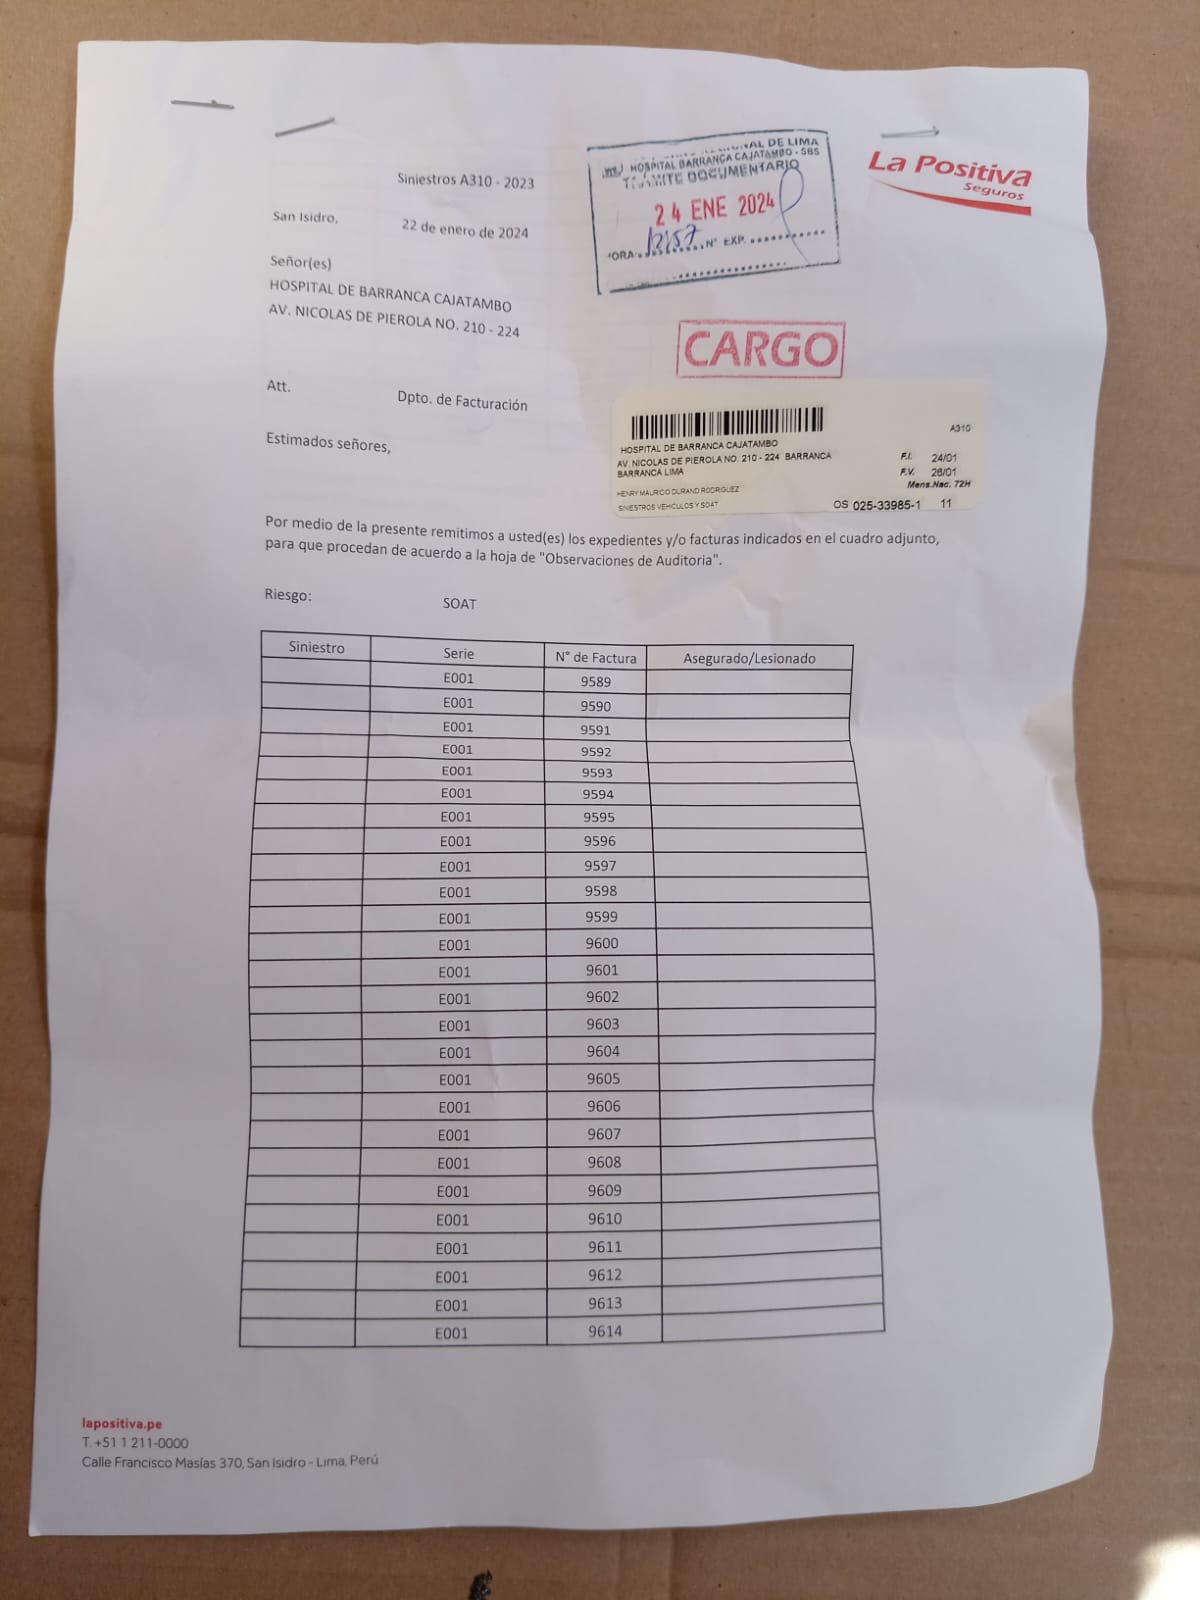 Siniestros A310 - 2023
San Isidro,
22 de enero de 2024
Señor(es)
HOSPITAL DE BARRANCA CAJATAMBO
AV. NICOLAS DE PIEROLA NO. 210 - 224
DE LIMA
HOSPITAL BARRANCA CAJATAMBO - SBS
TRAMITE DOCUMENTARIO
24 ENE 2024
HORA: 12:57 N° EXP.
La Positiva
Seguros
CARGO
Att.
Dpto. de Facturación
Estimados señores,
A310
HOSPITAL DE BARRANCA CAJATAMBO
AV. NICOLAS DE PIEROLA NO. 210 - 224 BARRANCA
BARRANCA LIMA
F.I. 24/01
F.V. 26/01
Mens.Nac. 72H
HENRY MAURICIO DURAND RODRIGUEZ
SINIESTROS VEHICULOS Y SOAT
OS 025-33985-1 11
Por medio de la presente remitimos a usted(es) los expedientes y/o facturas indicados en el cuadro adjunto,
para que procedan de acuerdo a la hoja de "Observaciones de Auditoria".
Riesgo:
SOAT
Siniestro Serie N° de Factura Asegurado/Lesionado
E001 9589
E001 9590
E001 9591
E001 9592
E001 9593
E001 9594
E001 9595
E001 9596
E001 9597
E001 9598
E001 9599
E001 9600
E001 9601
E001 9602
E001 9603
E001 9604
E001 9605
E001 9606
E001 9607
E001 9608
E001 9609
E001 9610
E001 9611
E001 9612
E001 9613
E001 9614
lapositiva.pe
T. +51 1 211-0000
Calle Francisco Masías 370, San Isidro - Lima, Perú